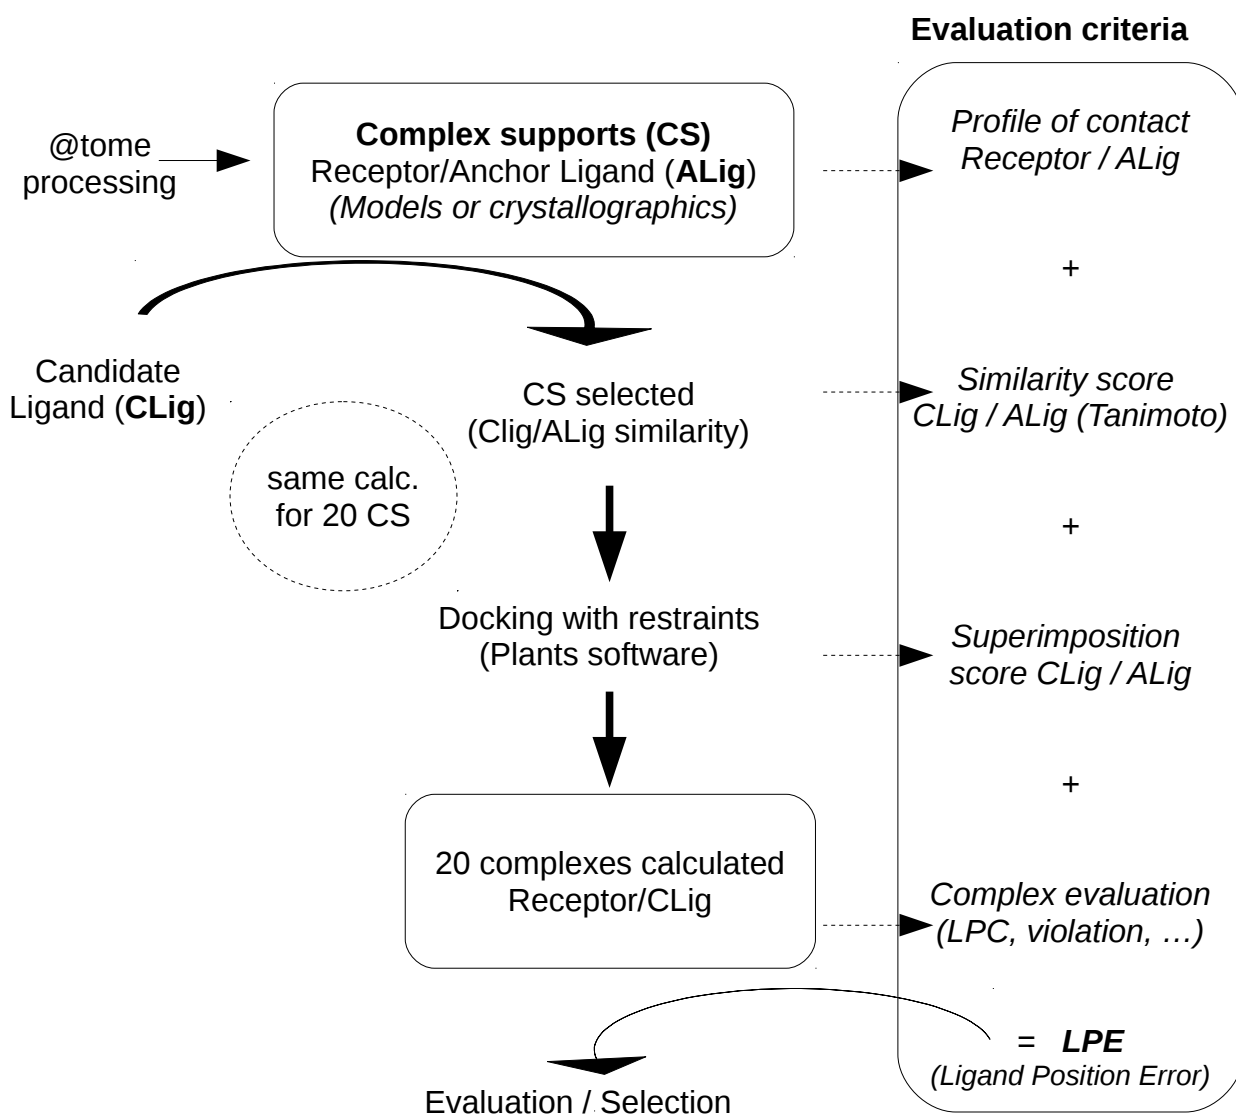 Evaluation criteria
@tome
processing
Complex supports (CS)
Receptor/Anchor Ligand (ALig)
(Models or crystallographics)
Profile of contact
Receptor / ALig
+
Candidate
Ligand (CLig)
CS selected
(Clig/ALig similarity)
Similarity score
CLig / ALig (Tanimoto)
same calc.
for 20 CS
+
Docking with restraints
(Plants software)
Superimposition
score CLig / ALig
+
20 complexes calculated
Receptor/CLig
Complex evaluation
(LPC, violation, …)
= LPE
(Ligand Position Error)
Evaluation / Selection